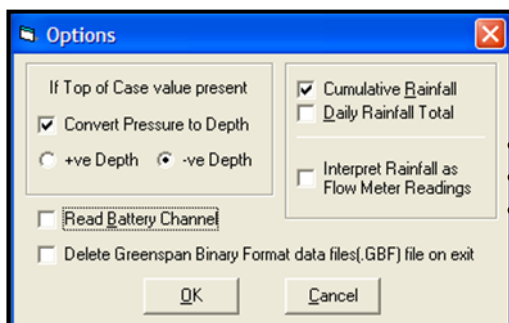 Options
If Top of Case value present
Convert Pressure to Depth
+ve Depth -ve Depth
Cumulative Rainfall
Daily Rainfall Total
Interpret Rainfall as
Flow Meter Readings
Read Battery Channel
Delete Greenspan Binary Format data files(.GBF) file on exit
OK Cancel